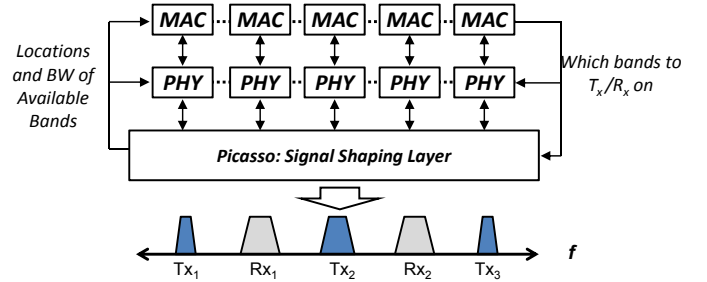 MAC MAC MAC MAC MAC
Locations
and BW of
Available
Bands
PHY PHY PHY PHY PHY
Which bands to
Tx/Rx on
Picasso: Signal Shaping Layer
f
Tx1 Rx1 Tx2 Rx2 Tx3